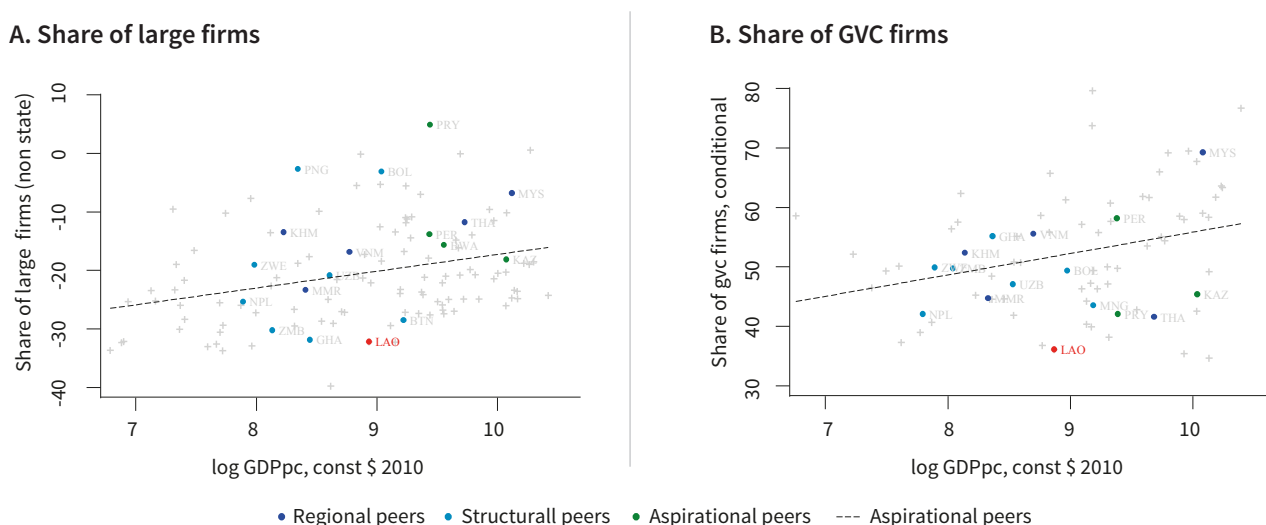 A. Share of large firms
Share of large firms (non state)
10
0
-10
-20
-30
-40
PRY
PNG
BOL
MYS
THA
KHM
PER
BWA
VNM
KAZ
ZWE
UZB
MMR
NPL
BTN
ZMB
GHA
LAO
7 8 9 10
log GDPpc, const $ 2010
B. Share of GVC firms
Share of gvc firms, conditional
80
70
60
50
40
30
MYS
PER
GHA
VNM
KHM
BOL
UZB
KAZ
MMR
MNG
NPL
PRY
THA
LAO
7 8 9 10
log GDPpc, const $ 2010
Regional peers Structurall peers Aspirational peers Aspirational peers